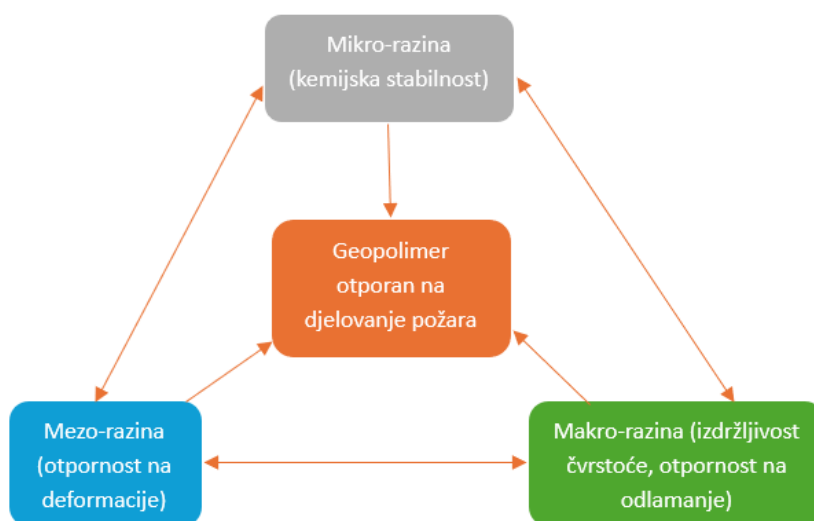 Mikro-razina
(kemijska stabilnost)
Geopolimer
otporan na
djelovanje požara
Mezo-razina
(otpornost na
deformacije)
Makro-razina (izdržljivost
čvrstoće, otpornost na
odlamanje)